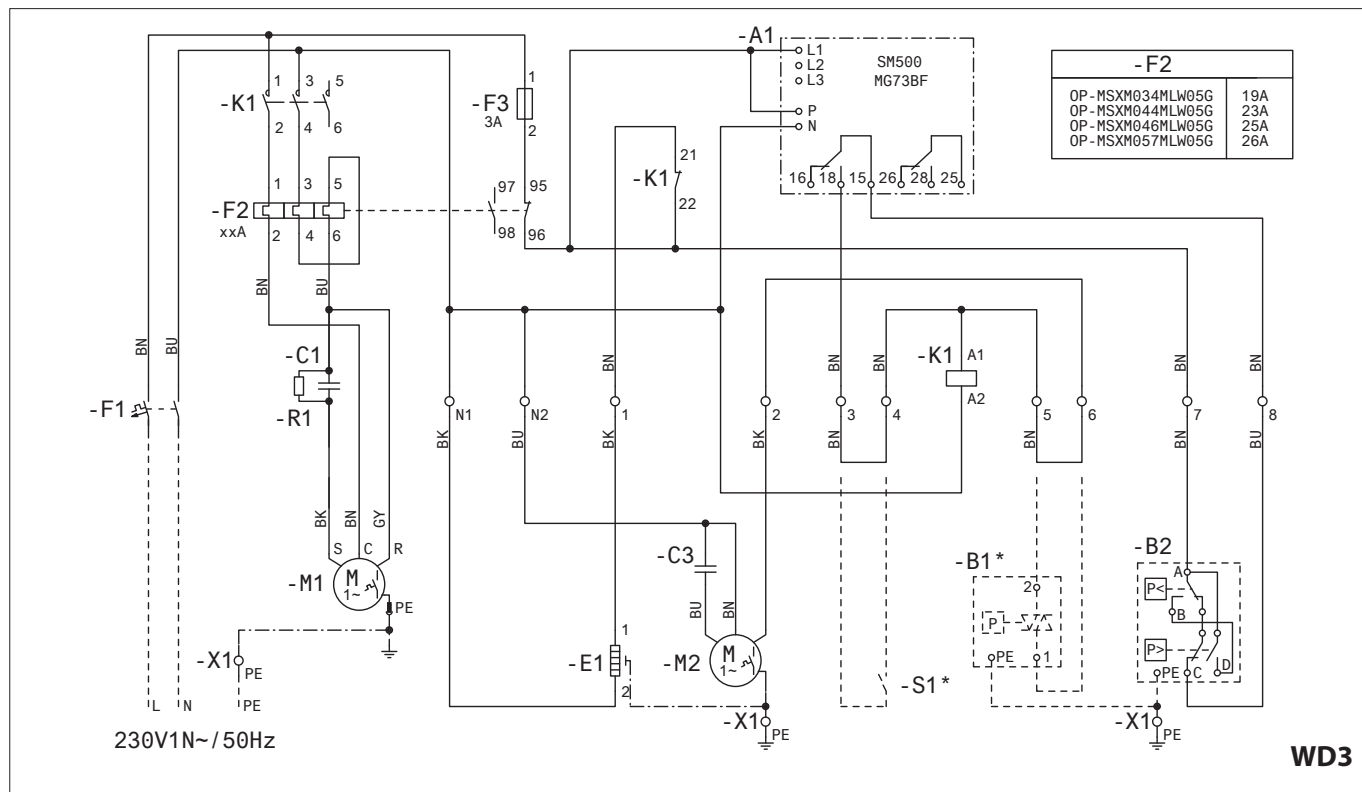 -A1
L1
L2
L3
P
N
SM500
MG73BF
16 18 15 26 28 25
-F2
OP-MSXM034MLW05G 19A
OP-MSXM044MLW05G 23A
OP-MSXM046MLW05G 25A
OP-MSXM057MLW05G 26A
1 3 5
-K1
2 4 6
1
-F3
3A
2
21
-K1
22
1 3 5
-F2
xxA
2 4 6
97 95
98 96
BN BU
BN BU
-C1
-R1
-F1
BN BN BN BN BN BN
-K1
A1
A2
N1 N2 1 2 3 4 5 6 7 8
BK BU BK BK BN BN BN BU
BK BN GY
S C R
-M1
M
1~
PE
-X1
PE
L N PE
230V1N~/50Hz
-C3
BU BN
1
-E1
2
-M2
M
1~
-X1
PE
-S1*
-B1*
2
P
PE 1
-B2
A
P<
B
P>
D
PE C
-X1
PE
WD3